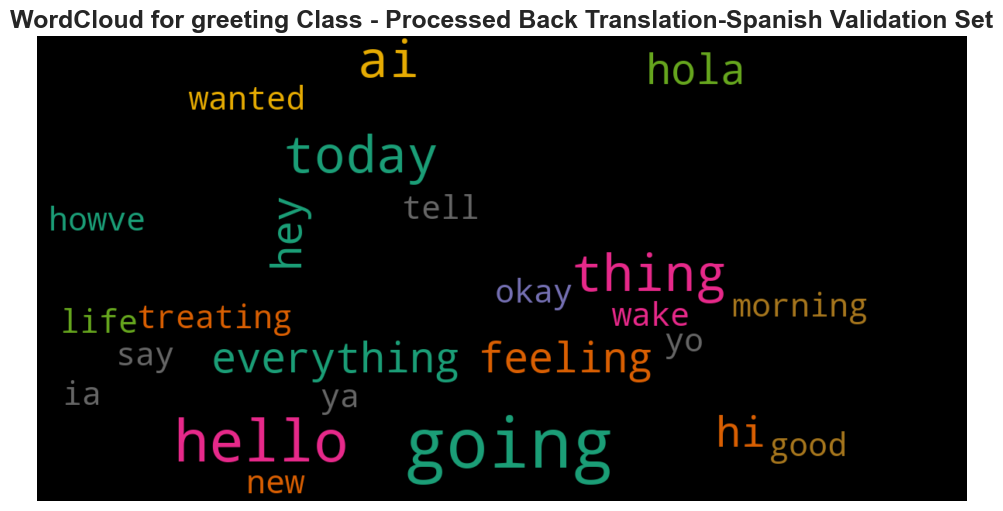 WordCloud for greeting Class - Processed Back Translation-Spanish Validation Set
ai
hola
wanted
today
tell
howve
hey
thing
okay
wake
morning
life
treating
say
everything
feeling
yo
ia
ya
hello
going
hi
good
new